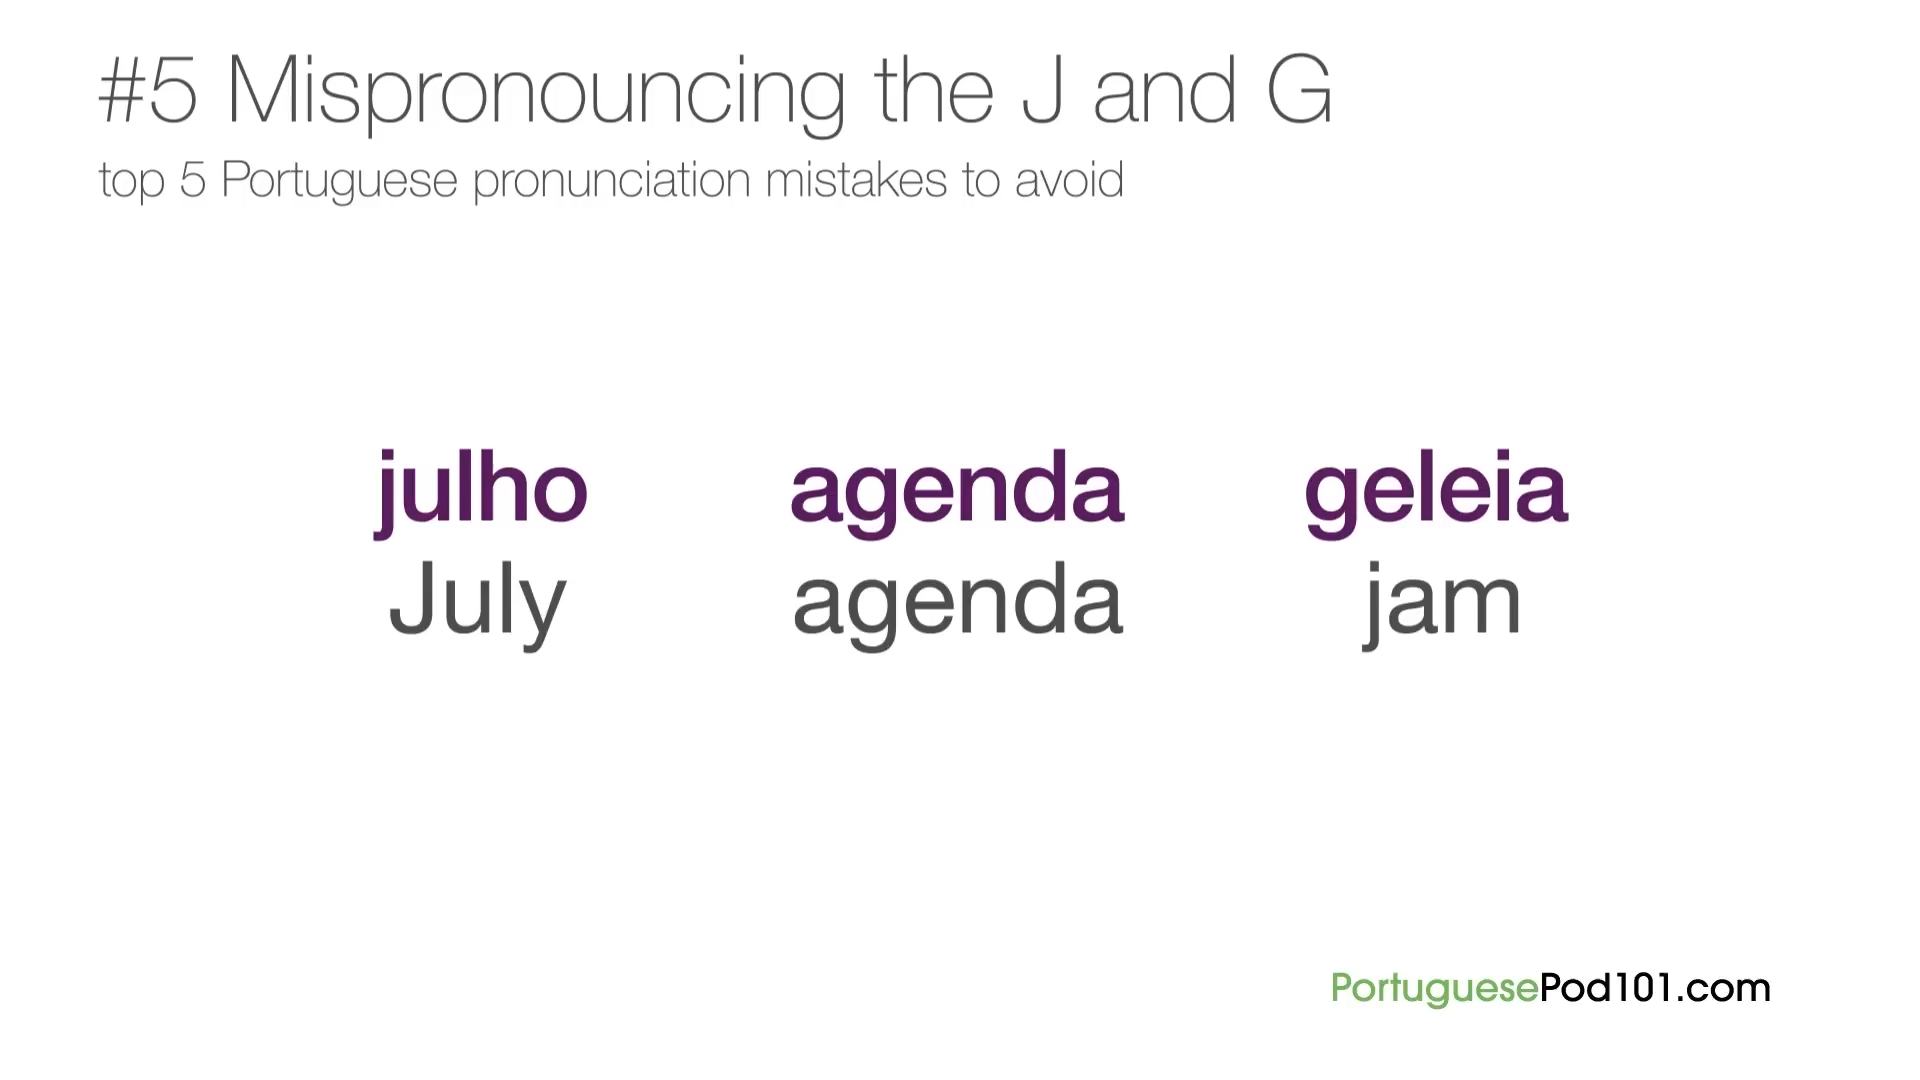 #5 Mispronouncing the J and G
top 5 Portuguese pronunciation mistakes to avoid
julho agenda geleia
July agenda jam
PortuguesePod101.com